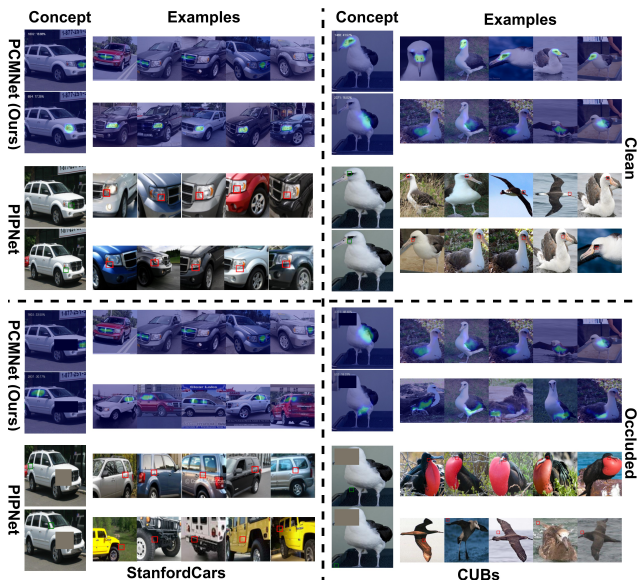 Concept Examples Concept Examples
PCMNet (Ours)
PIPNet
Clean
PCMNet (Ours)
PIPNet
Occluded
StanfordCars CUBs